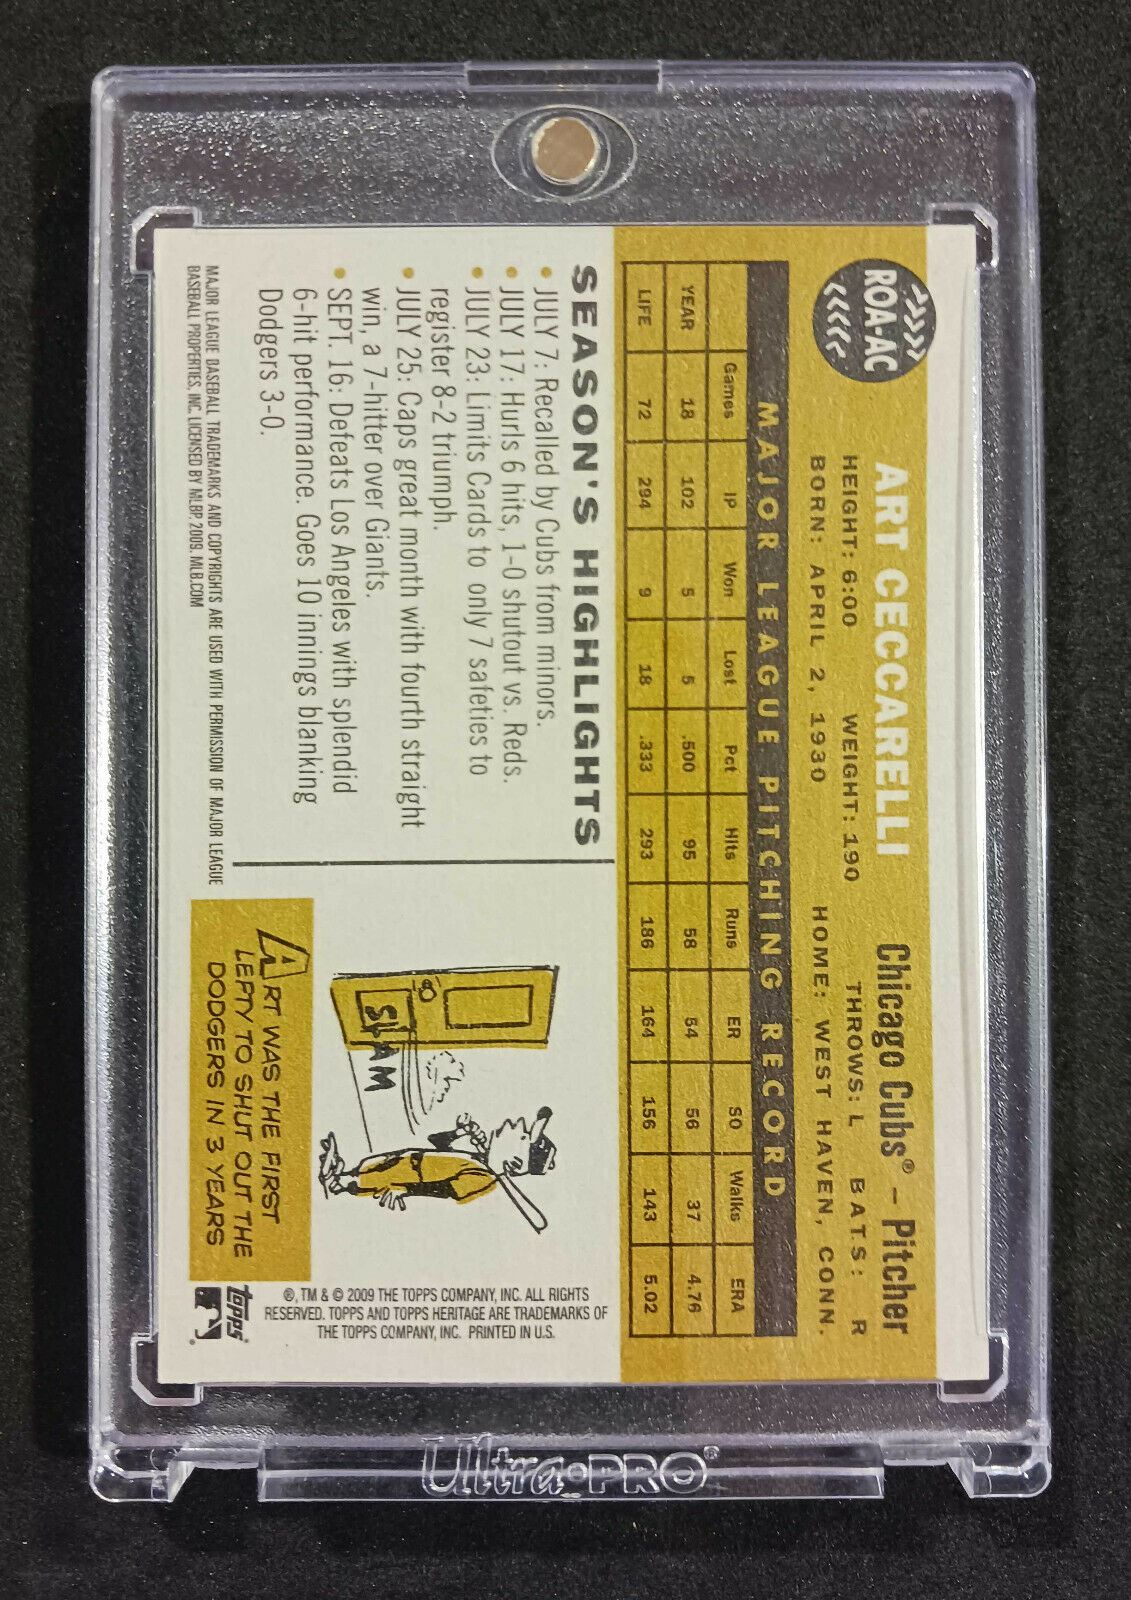 ROA-AC
ART CECCARELLI
Chicago Cubs® – Pitcher
HEIGHT: 6:00 WEIGHT: 190 THROWS: L BATS: R
BORN: APRIL 2, 1930 HOME: WEST HAVEN, CONN.
MAJOR LEAGUE PITCHING RECORD
Games IP Won Lost Pct Hits Runs ER SO Walks ERA
YEAR 18 102 5 5 .500 95 58 54 56 37 4.76
LIFE 72 294 9 18 .333 293 186 164 156 143 5.02
SEASON'S HIGHLIGHTS
• JULY 7: Recalled by Cubs from minors.
• JULY 17: Hurls 6 hits, 1-0 shutout vs. Reds.
• JULY 23: Limits Cards to only 7 safeties to
register 8-2 triumph.
• JULY 25: Caps great month with fourth straight
win, a 7-hitter over Giants.
• SEPT. 16: Defeats Los Angeles with splendid
6-hit performance. Goes 10 innings blanking
Dodgers 3-0.
MAJOR LEAGUE BASEBALL TRADEMARKS AND COPYRIGHTS ARE USED WITH PERMISSION OF MAJOR LEAGUE
BASEBALL PROPERTIES, INC. LICENSED BY MLBP, 2009. MLB.COM
SLAM
ART WAS THE FIRST
LEFTY TO SHUT OUT THE
DODGERS IN 3 YEARS
®, TM & © 2009 THE TOPPS COMPANY, INC. ALL RIGHTS
RESERVED. TOPPS AND TOPPS HERITAGE ARE TRADEMARKS OF
THE TOPPS COMPANY, INC. PRINTED IN U.S.
topps®
Ultra•PRO®